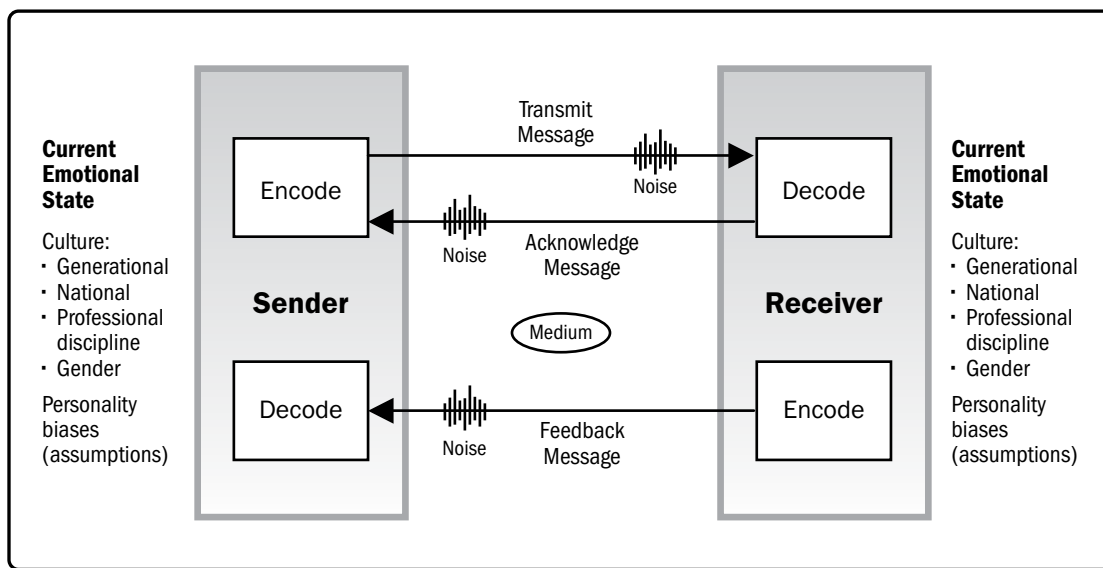 Current
Emotional
State
Culture:
· Generational
· National
· Professional
discipline
· Gender
Personality
biases
(assumptions)
Encode
Sender
Decode
Transmit
Message
Noise
Noise
Acknowledge
Message
Medium
Noise
Feedback
Message
Decode
Receiver
Encode
Current
Emotional
State
Culture:
· Generational
· National
· Professional
discipline
· Gender
Personality
biases
(assumptions)